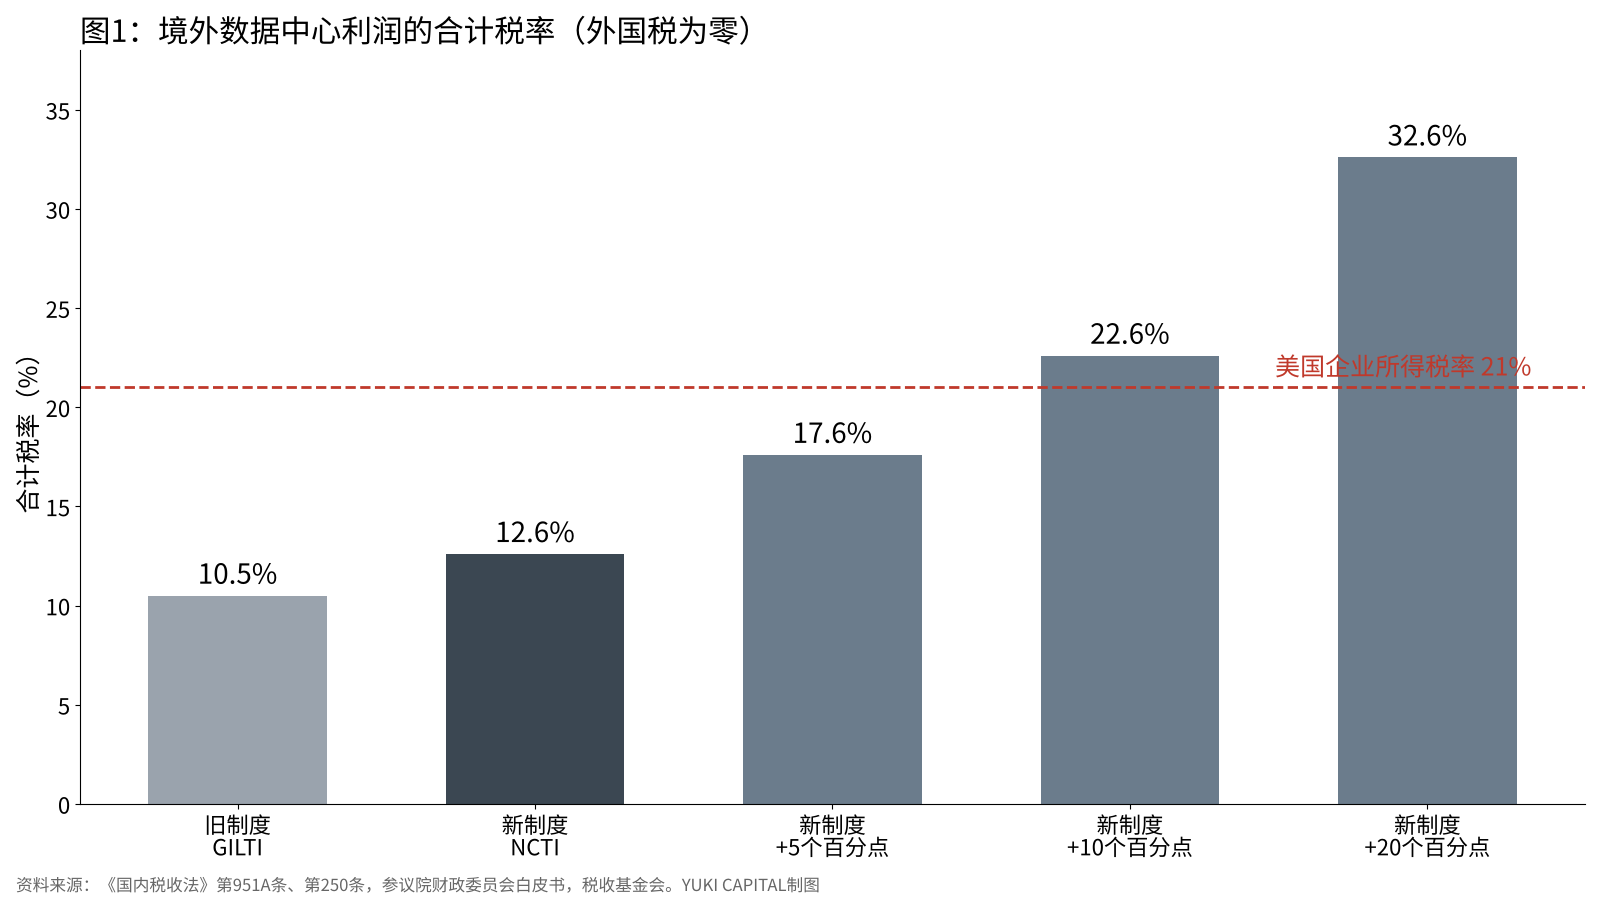 图1：境外数据中心利润的合计税率（外国税为零）
合计税率（%）
35
30
25
20
15
10
5
0
10.5%
12.6%
17.6%
22.6%
32.6%
美国企业所得税率 21%
旧制度
GILTI
新制度
NCTI
新制度
+5个百分点
新制度
+10个百分点
新制度
+20个百分点
资料来源：《国内税收法》第951A条、第250条，参议院财政委员会白皮书，税收基金会。YUKI CAPITAL制图